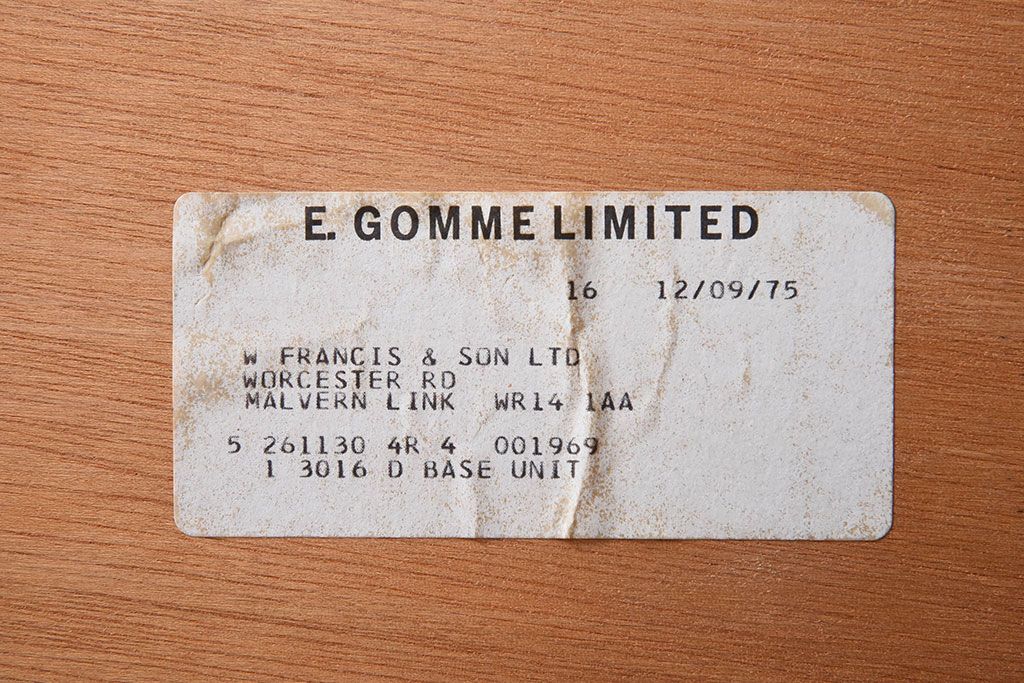 E. GOMME LIMITED
16 12/09/75
W FRANCIS & SON LTD
WORCESTER RD
MALVERN LINK WR14 1AA
5 261130 4R 4 001969
1 3016 D BASE UNIT